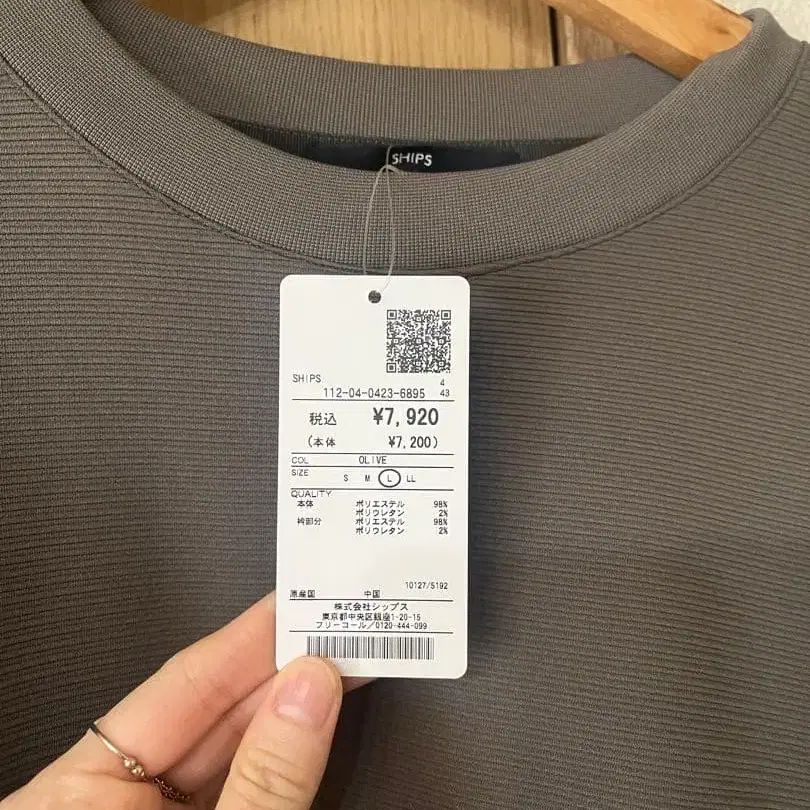 SHIPS
SHIPS 4
112-04-0423-6895 43
税込 ¥7,920
(本体 ¥7,200)
COL OLIVE
SIZE S M L LL
QUALITY
本体 ポリエステル 98%
ポリウレタン 2%
衿部分 ポリエステル 98%
ポリウレタン 2%
10127/5192
原産国 中国
株式会社シップス
東京都中央区銀座1-20-15
フリーコール/0120-444-099